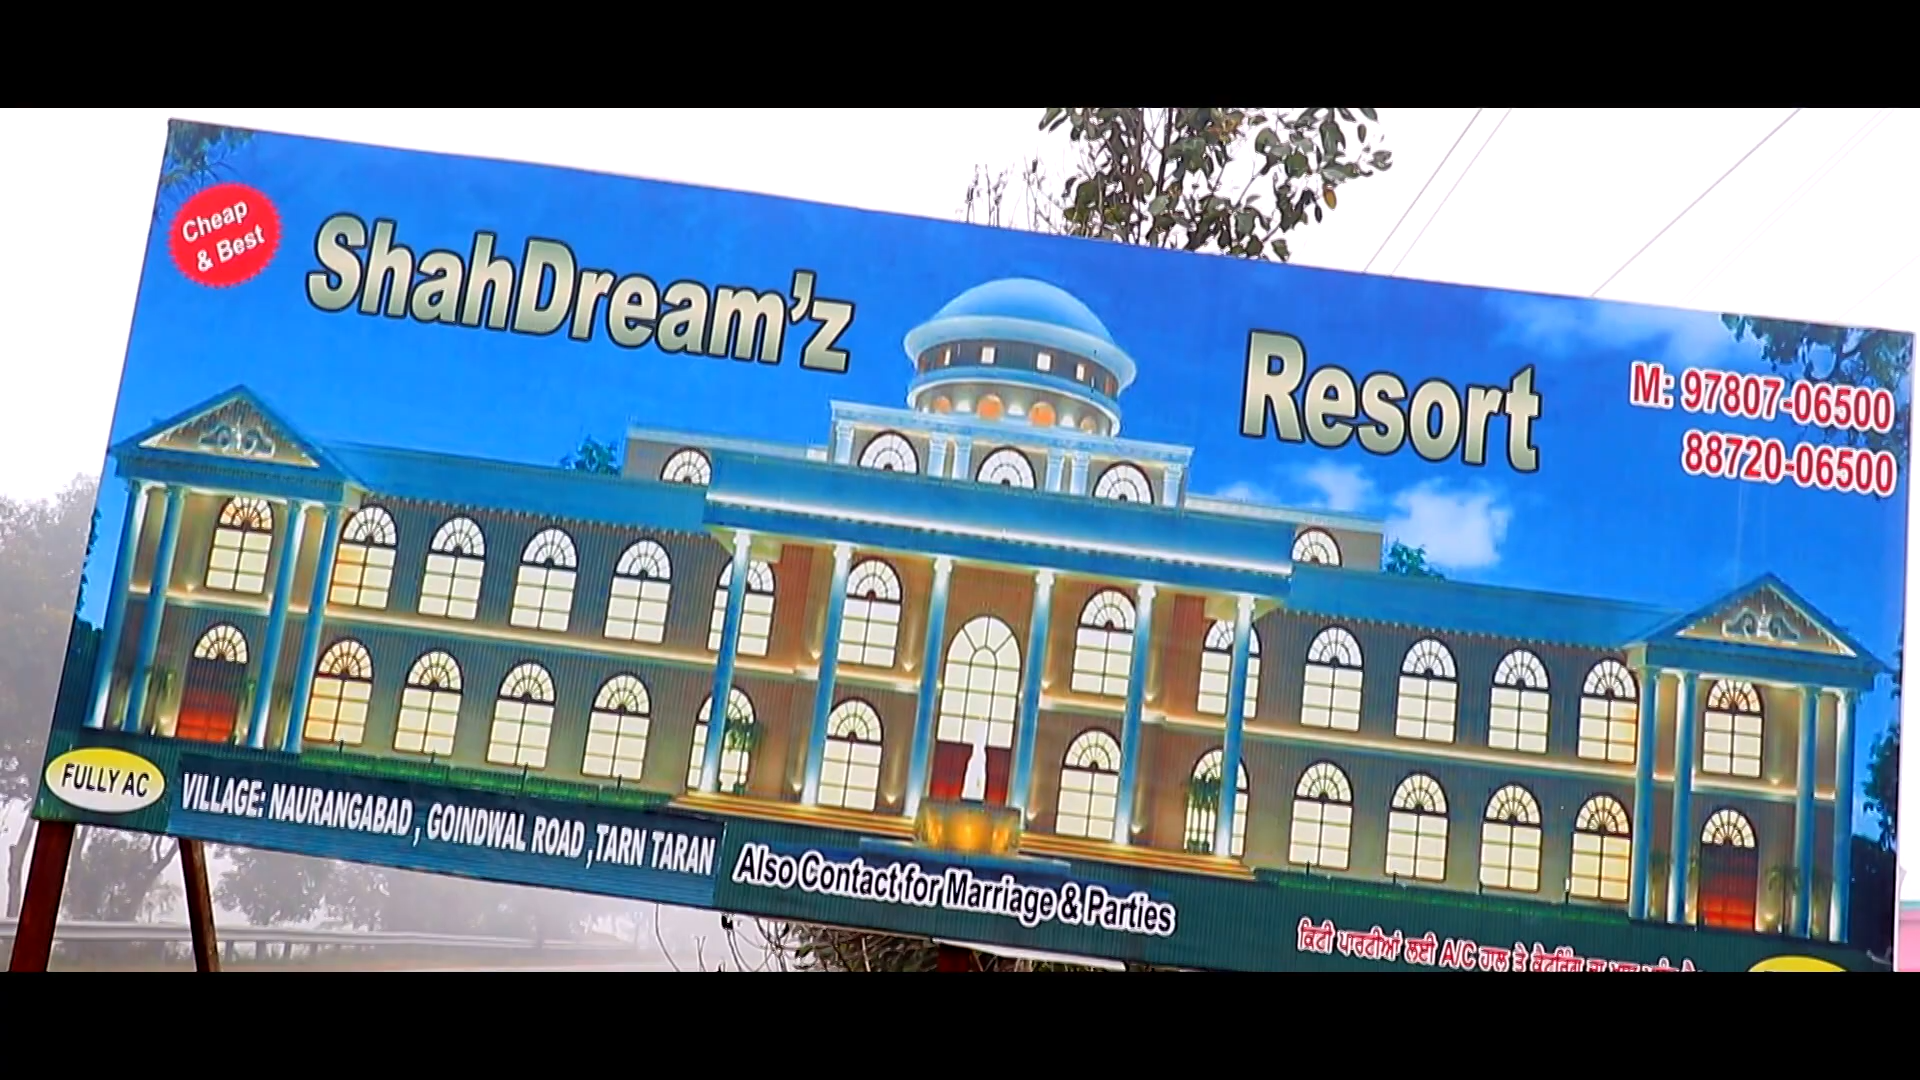 Cheap
& Best
ShahDream'z Resort
M: 97807-06500
88720-06500
FULLY AC
VILLAGE: NAURANGABAD, GOINDWAL ROAD, TARN TARAN
Also Contact for Marriage & Parties
ਕਿਟੀ ਪਾਰਟੀਆਂ ਲਈ A/C ਹਾਲ ਤੇ ਕੈਟਰਿੰਗ ਦਾ